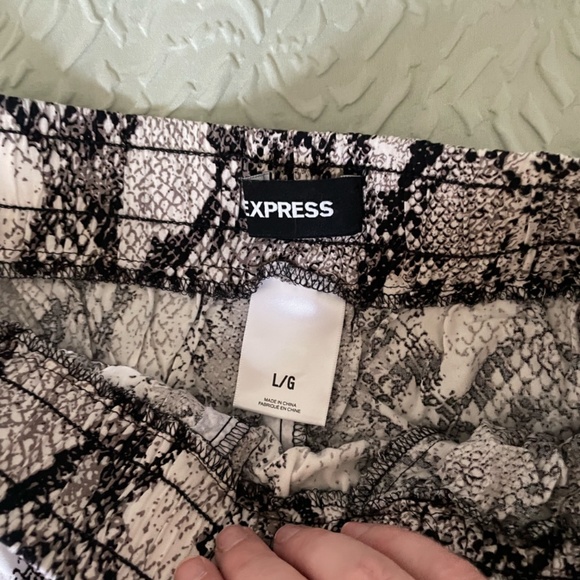 EXPRESS
L/G
MADE IN CHINA
FABRIQUÉ EN CHINE